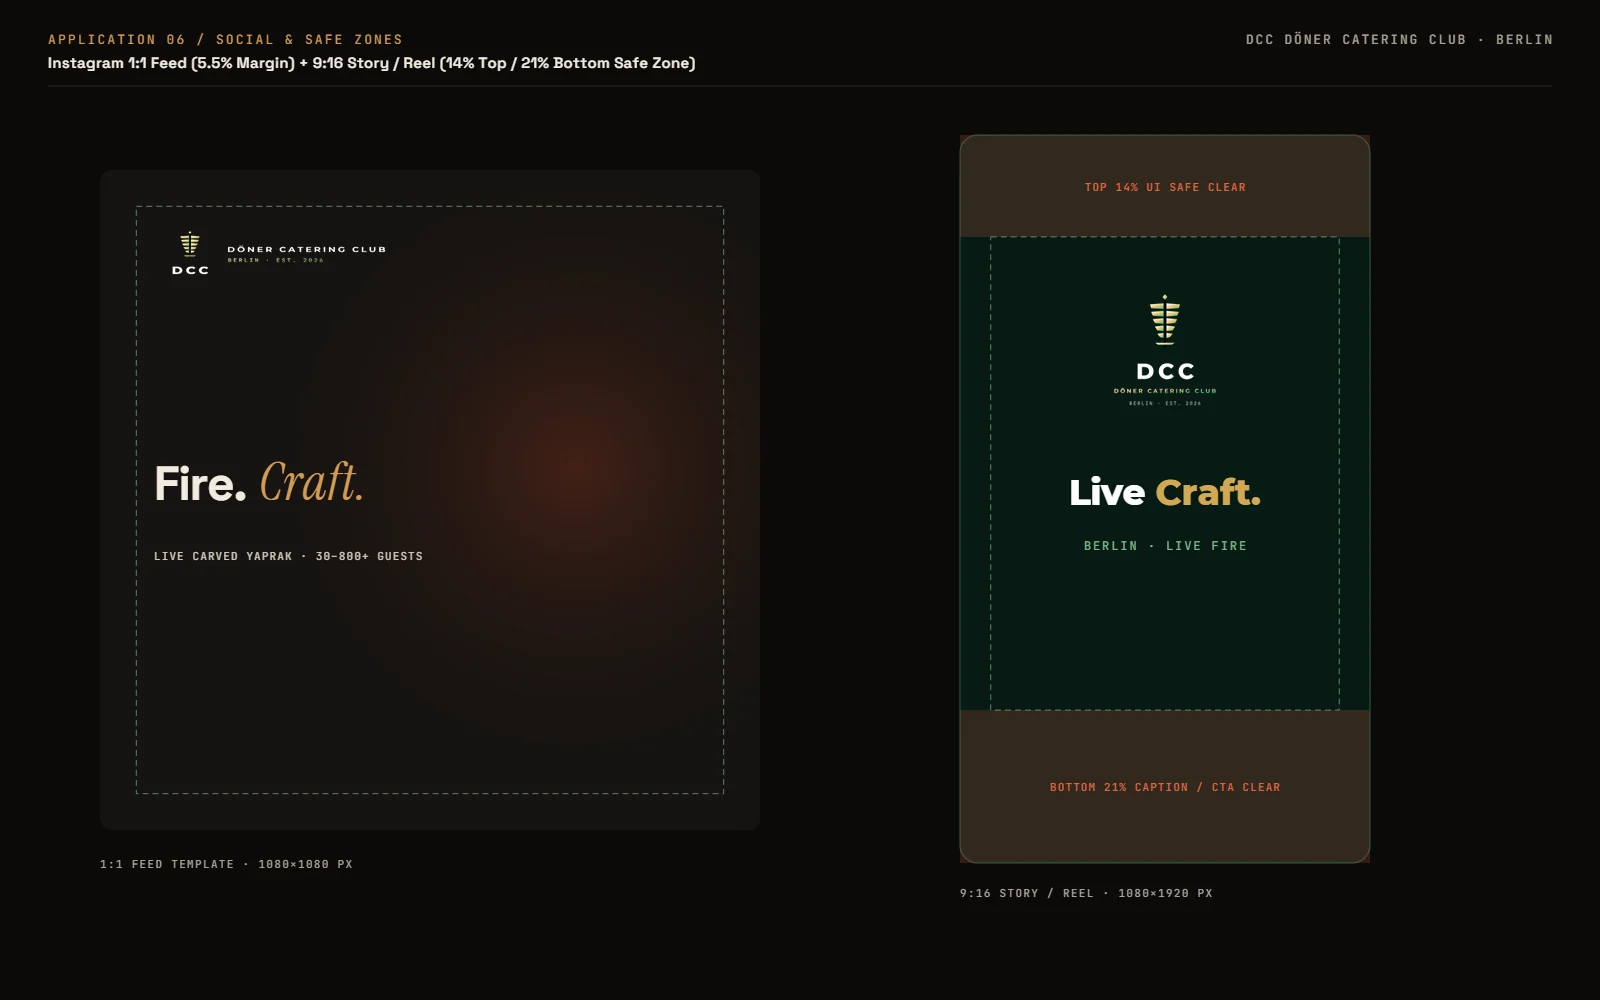 APPLICATION 06 / SOCIAL & SAFE ZONES
DCC DÖNER CATERING CLUB · BERLIN
Instagram 1:1 Feed (5.5% Margin) + 9:16 Story / Reel (14% Top / 21% Bottom Safe Zone)
DCC
DÖNER CATERING CLUB
BERLIN · EST. 2026
Fire. Craft.
LIVE CARVED YAPRAK · 30–800+ GUESTS
1:1 FEED TEMPLATE · 1080×1080 PX
TOP 14% UI SAFE CLEAR
DCC
DÖNER CATERING CLUB
BERLIN · EST. 2026
Live Craft.
BERLIN · LIVE FIRE
BOTTOM 21% CAPTION / CTA CLEAR
9:16 STORY / REEL · 1080×1920 PX